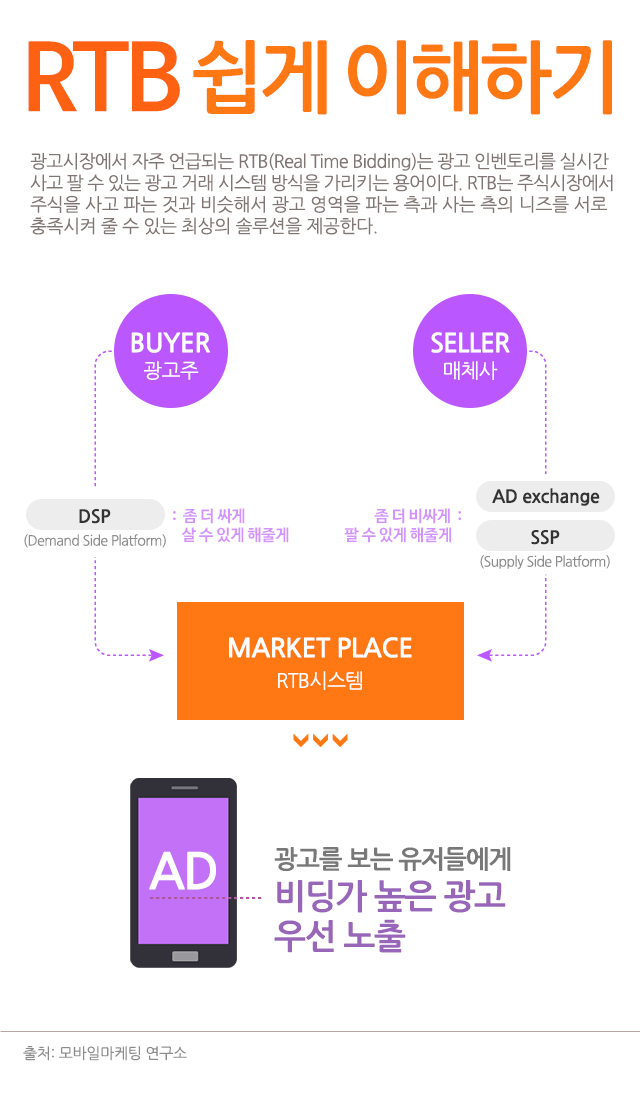 RTB 쉽게 이해하기
광고시장에서 자주 언급되는 RTB(Real Time Bidding)는 광고 인벤토리를 실시간
사고 팔 수 있는 광고 거래 시스템 방식을 가리키는 용어이다. RTB는 주식시장에서
주식을 사고 파는 것과 비슷해서 광고 영역을 파는 측과 사는 측의 니즈를 서로
충족시켜 줄 수 있는 최상의 솔루션을 제공한다.
BUYER
광고주
SELLER
매체사
DSP
(Demand Side Platform)
: 좀 더 싸게
살 수 있게 해줄게
좀 더 비싸게 :
팔 수 있게 해줄게
AD exchange
SSP
(Supply Side Platform)
MARKET PLACE
RTB시스템
AD
광고를 보는 유저들에게
비딩가 높은 광고
우선 노출
출처: 모바일마케팅 연구소